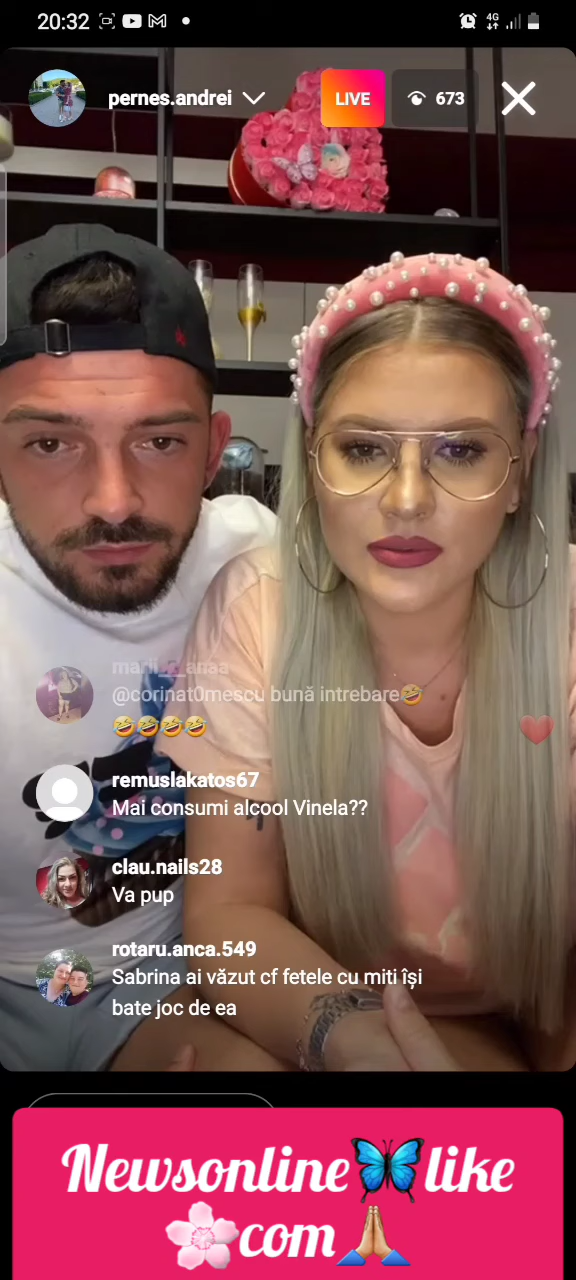 20:32
4G
pernes.andrei
LIVE
673
marii_anaa
@corinat0mescu bună intrebare🤣
🤣🤣🤣🤣
remuslakatos67
Mai consumi alcool Vinela??
clau.nails28
Va pup
rotaru.anca.549
Sabrina ai văzut cf fetele cu miti își
bate joc de ea
Newsonline🦋like
🌸com🙏🏼